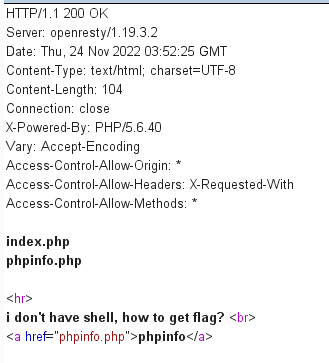 HTTP/1.1 200 OK
Server: openresty/1.19.3.2
Date: Thu, 24 Nov 2022 03:52:25 GMT
Content-Type: text/html; charset=UTF-8
Content-Length: 104
Connection: close
X-Powered-By: PHP/5.6.40
Vary: Accept-Encoding
Access-Control-Allow-Origin: *
Access-Control-Allow-Headers: X-Requested-With
Access-Control-Allow-Methods: *
index.php
phpinfo.php
<hr>
i don't have shell, how to get flag? <br>
<a href="phpinfo.php">phpinfo</a>